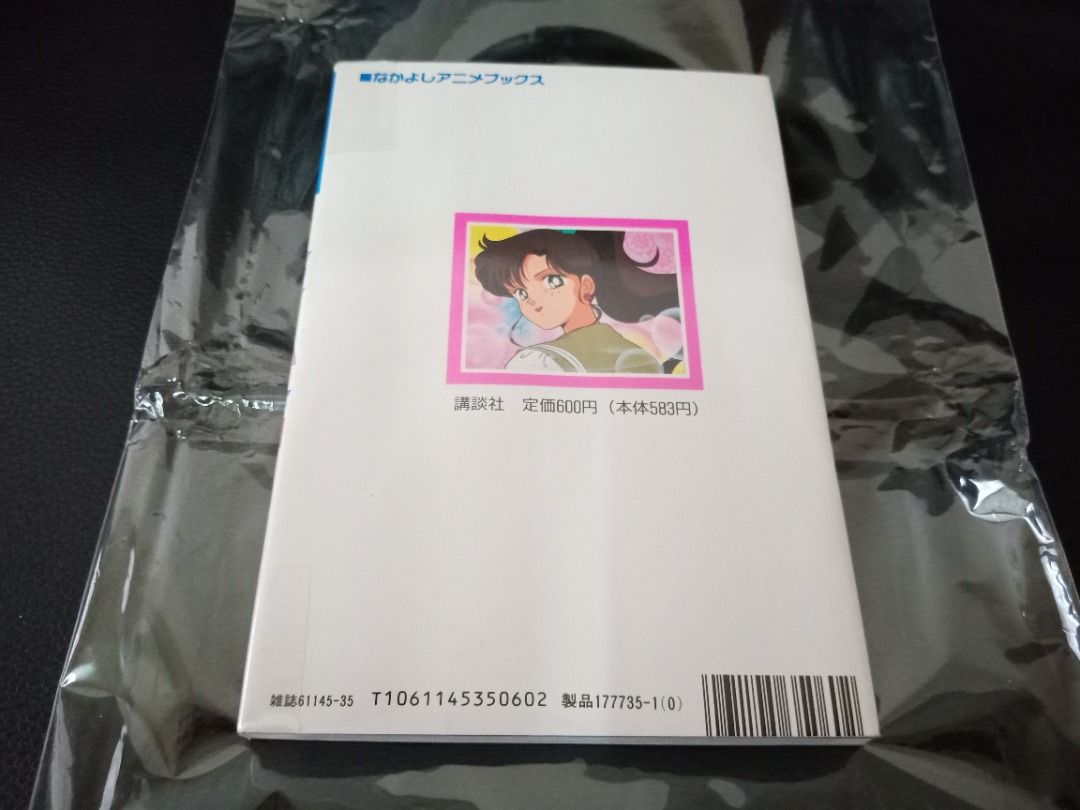 ■なかよしアニメブックス
講談社　定価600円（本体583円）
雑誌61145-35 T1061145350602 製品177735-1(0)